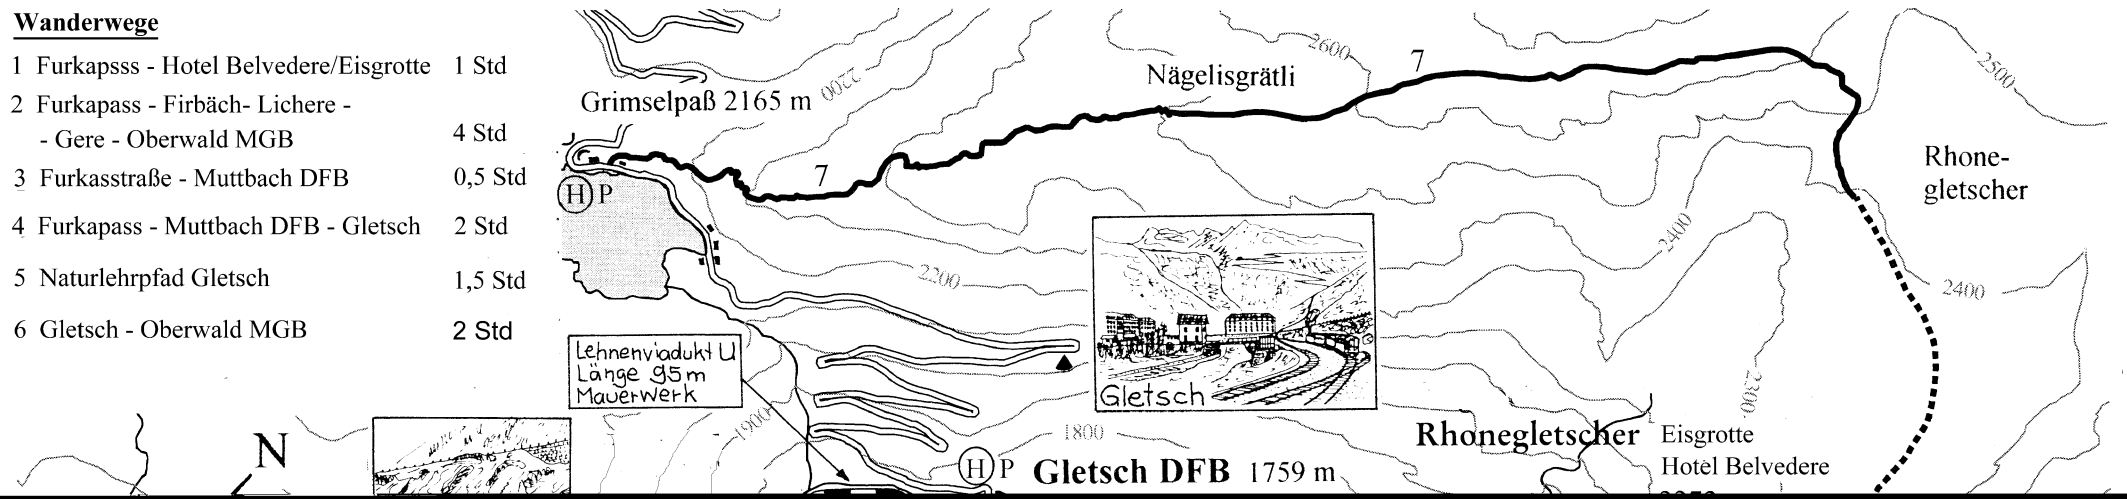 Wanderwege
1 Furkapsss - Hotel Belvedere/Eisgrotte 1 Std
2 Furkapass - Firbäch- Lichere -
- Gere - Oberwald MGB 4 Std
3 Furkasstraße - Muttbach DFB 0,5 Std
4 Furkapass - Muttbach DFB - Gletsch 2 Std
5 Naturlehrpfad Gletsch 1,5 Std
6 Gletsch - Oberwald MGB 2 Std
N
Grimselpaß 2165 m
2200
H P
7
Nägelisgrätli
2600
7
2500
Rhone-
gletscher
2400
2400
2200
2300
Lehnenviadukt U
Länge 95m
Mauerwerk
Gletsch
1900
1800
H P Gletsch DFB 1759 m
Rhonegletscher
Eisgrotte
Hotel Belvedere